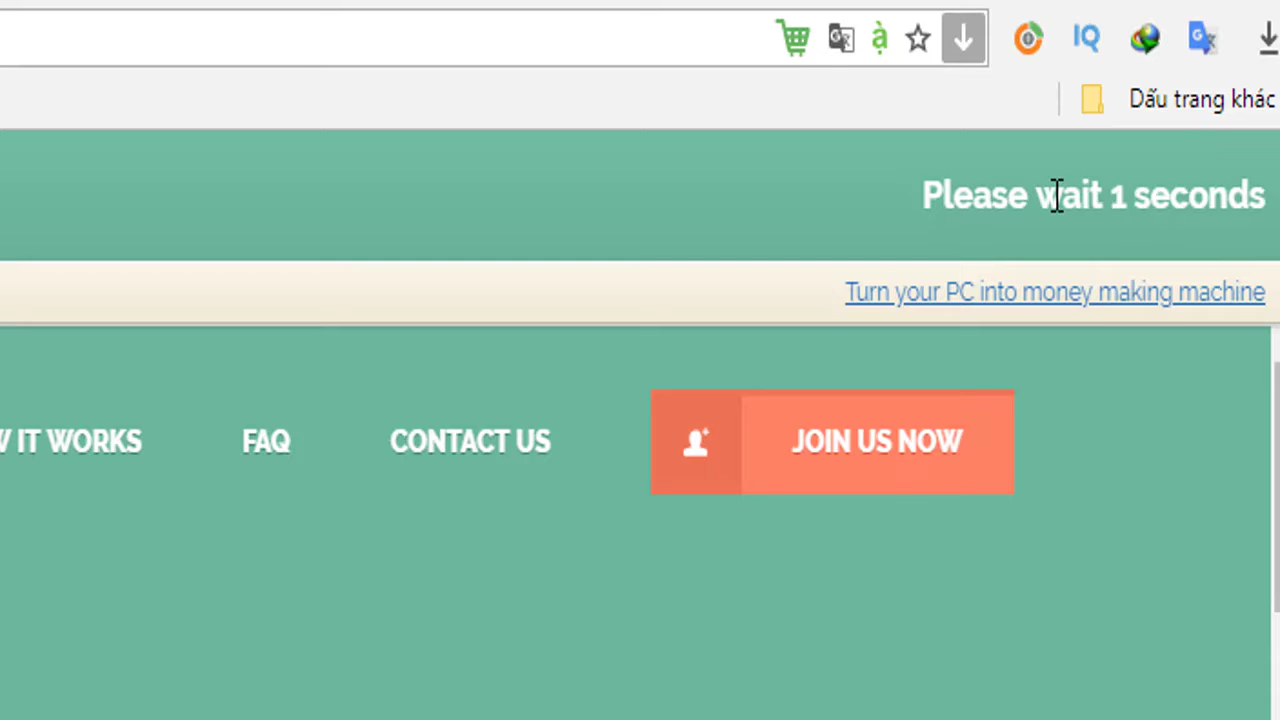 IQ
Dấu trang khác
Please wait 1 seconds
Turn your PC into money making machine
W IT WORKS
FAQ
CONTACT US
JOIN US NOW